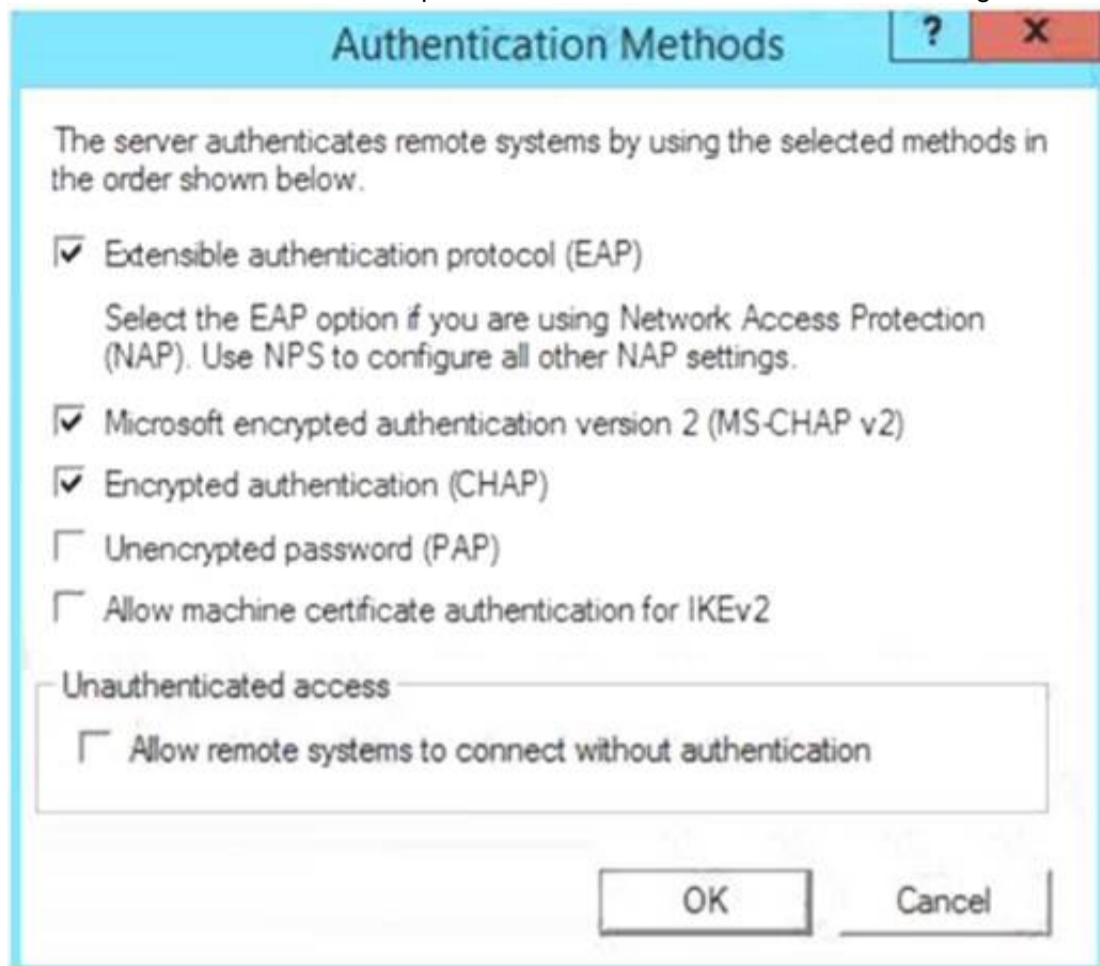 Authentication Methods
?
x
The server authenticates remote systems by using the selected methods in
the order shown below.
Extensible authentication protocol (EAP)
Select the EAP option if you are using Network Access Protection
(NAP). Use NPS to configure all other NAP settings.
Microsoft encrypted authentication version 2 (MS-CHAP v2)
Encrypted authentication (CHAP)
Unencrypted password (PAP)
Allow machine certificate authentication for IKEv2
Unauthenticated access
Allow remote systems to connect without authentication
OK
Cancel